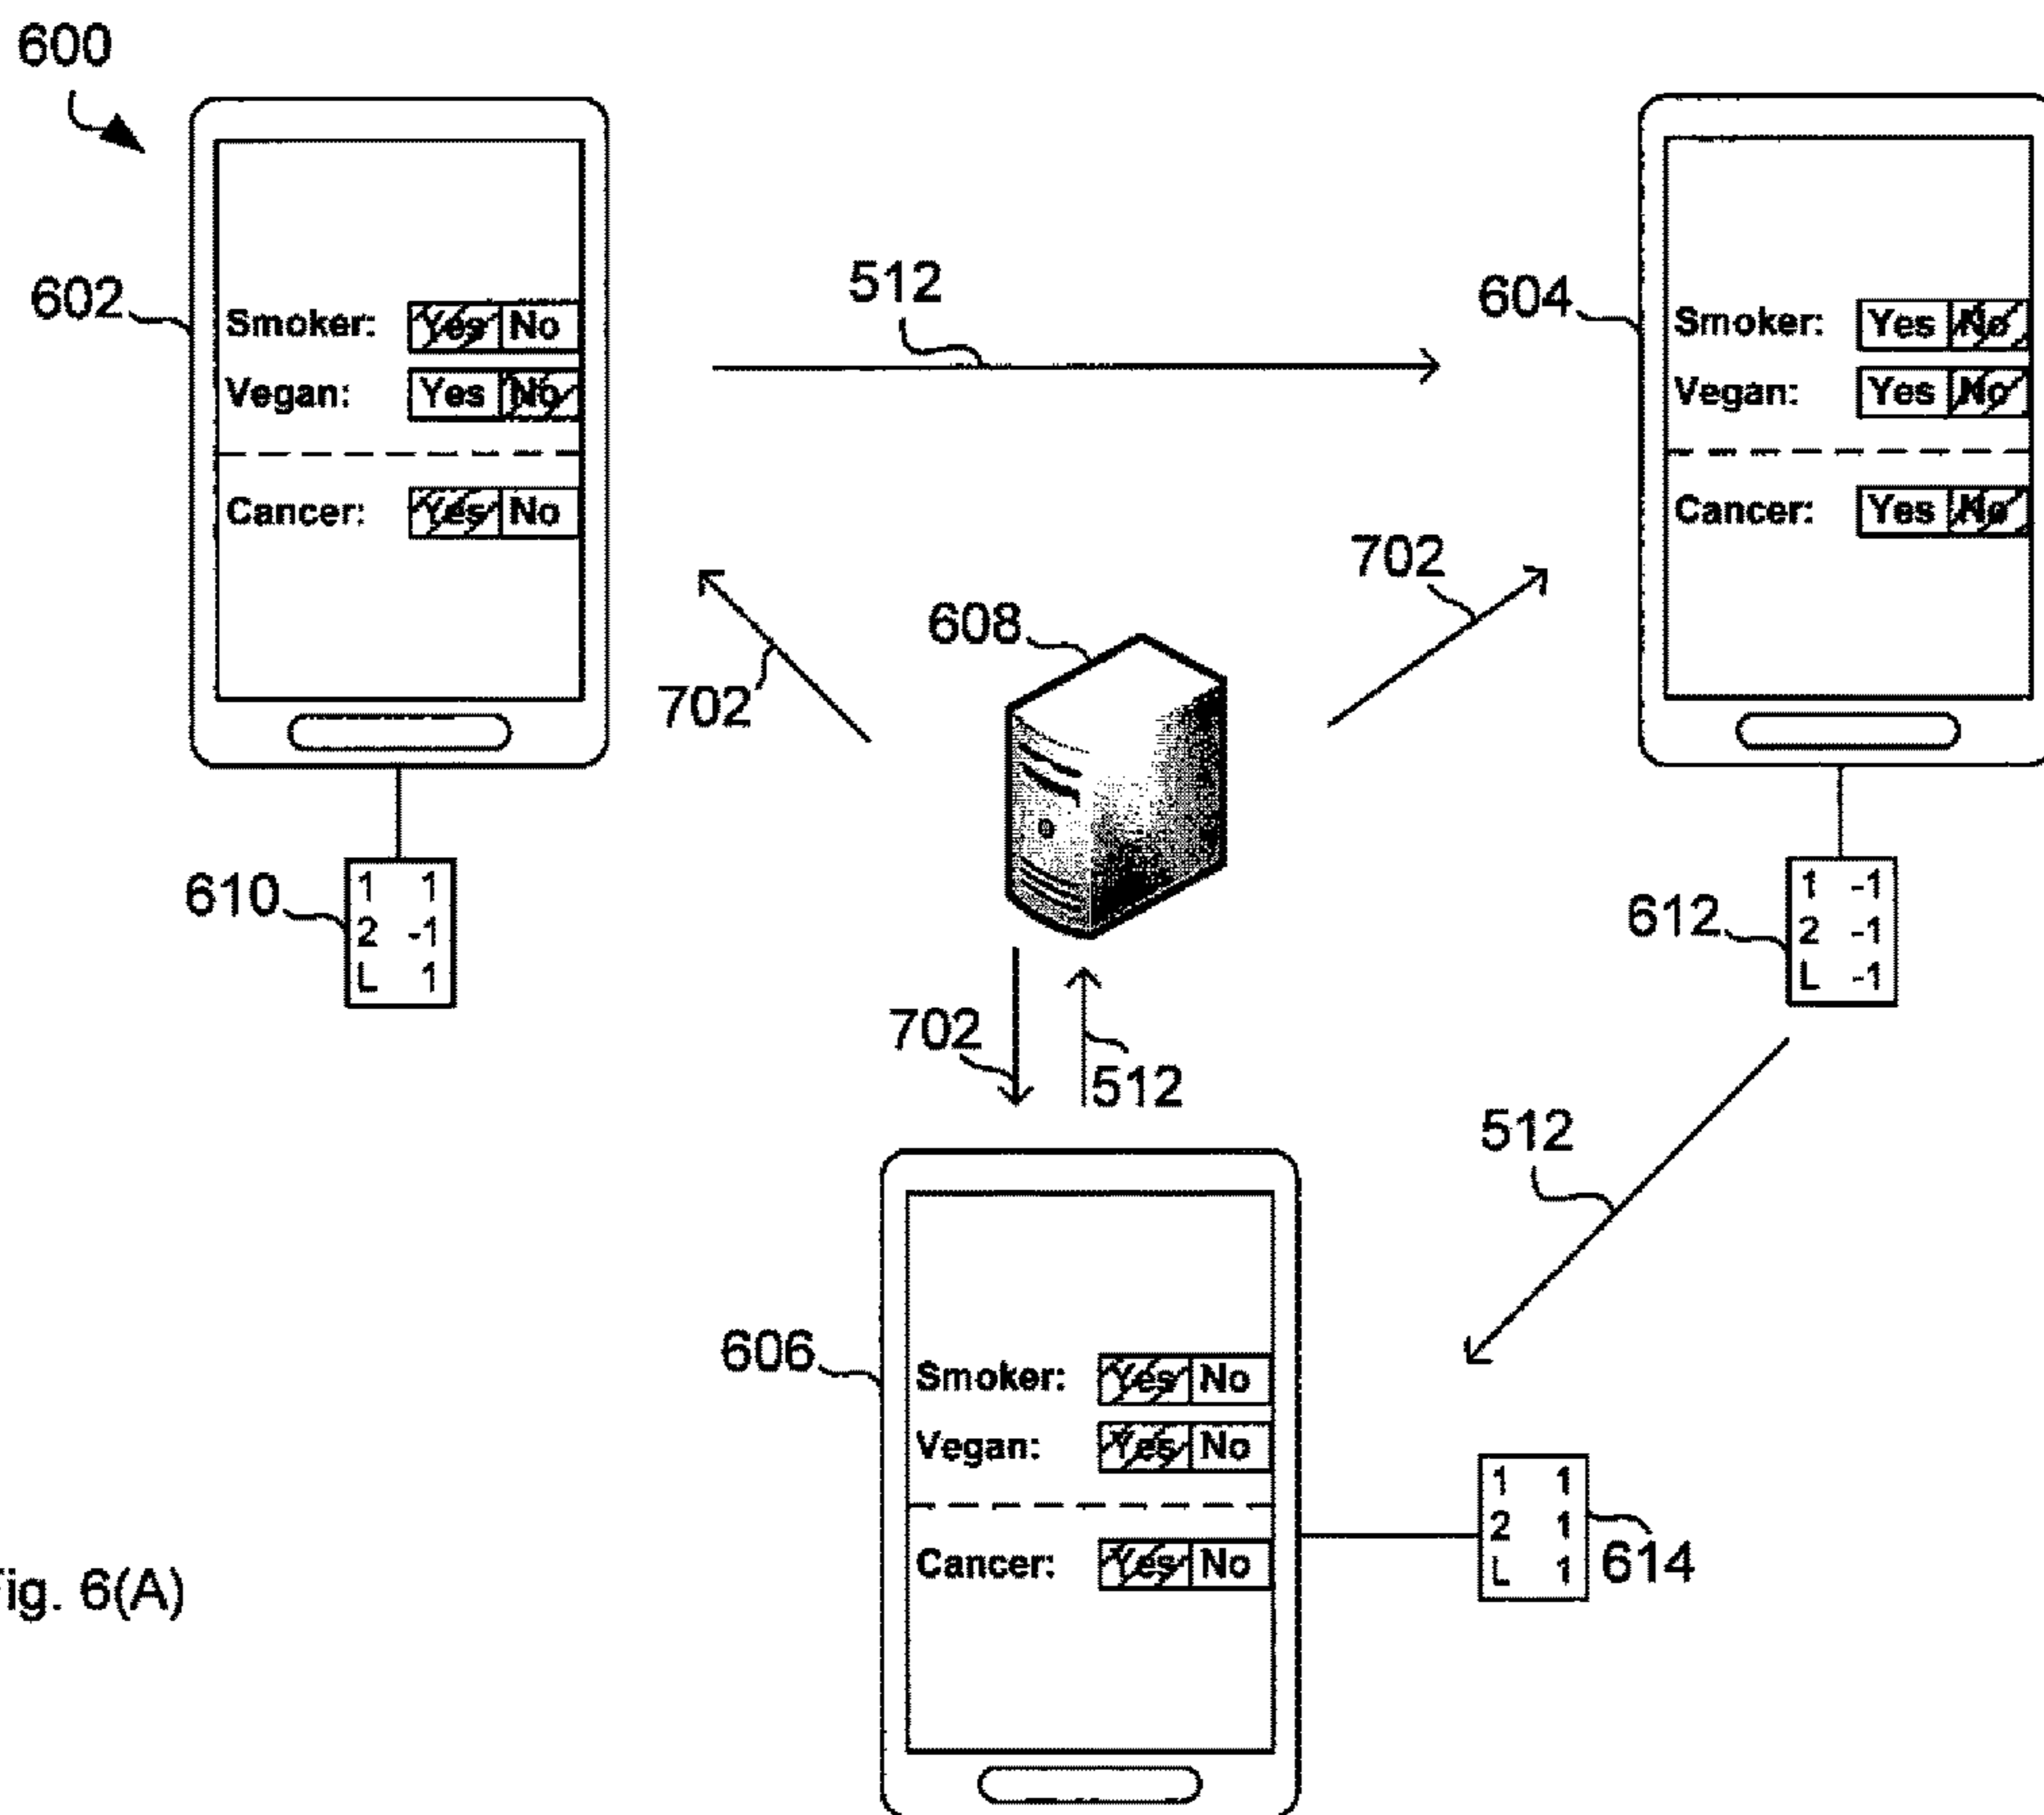 600
602
Smoker: Yes No
Vegan: Yes No
Cancer: Yes No
512
604
Smoker: Yes No
Vegan: Yes No
Cancer: Yes No
702
608
702
610
1 1
2 -1
L 1
612
1 -1
2 -1
L -1
702
512
512
606
Smoker: Yes No
Vegan: Yes No
Cancer: Yes No
1 1
2 1
L 1
614
ig. 6(A)